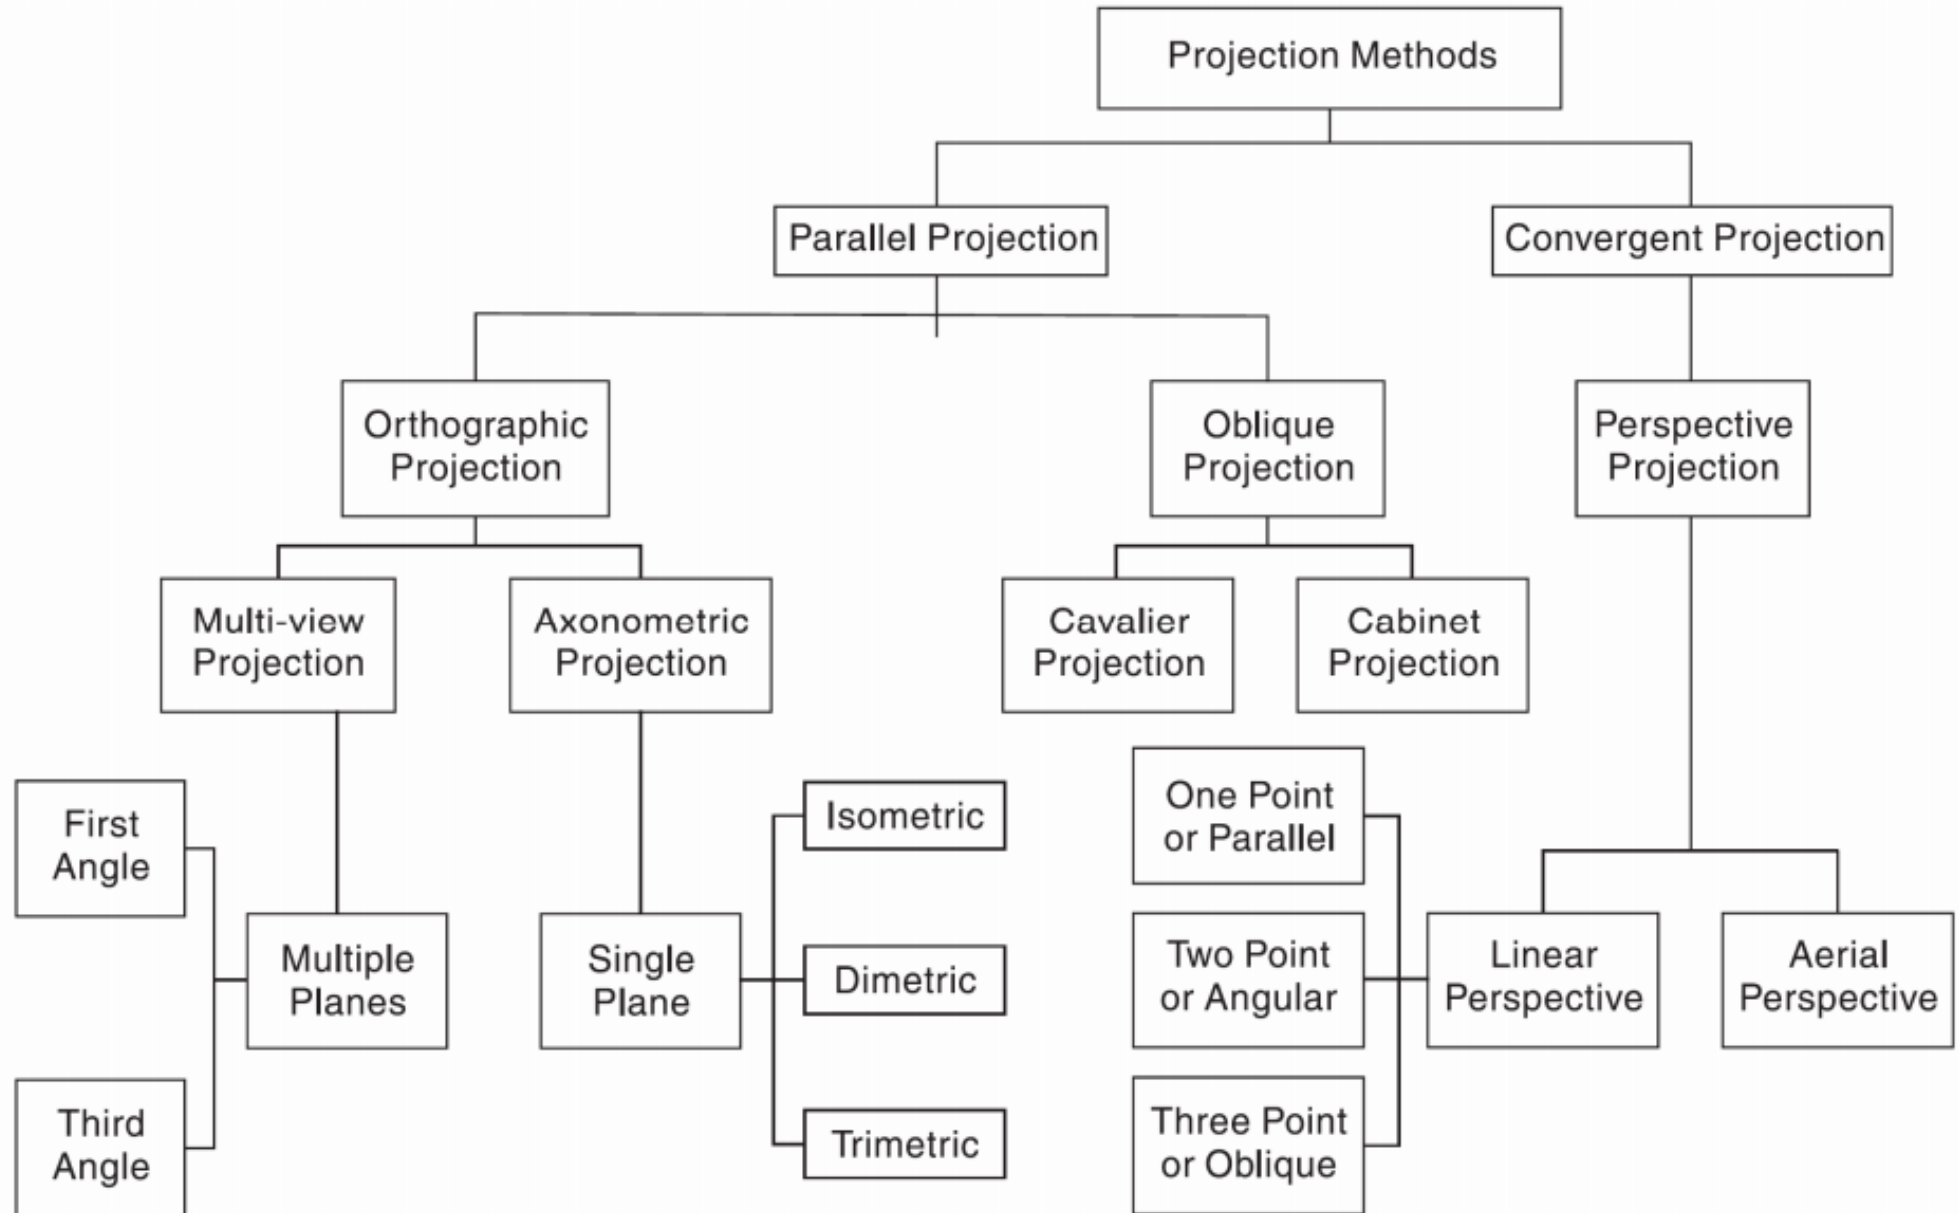 Projection Methods
Parallel Projection
Convergent Projection
Orthographic
Projection
Oblique
Projection
Perspective
Projection
Multi-view
Projection
Axonometric
Projection
Cavalier
Projection
Cabinet
Projection
First
Angle
Third
Angle
Multiple
Planes
Single
Plane
Isometric
Dimetric
Trimetric
One Point
or Parallel
Two Point
or Angular
Three Point
or Oblique
Linear
Perspective
Aerial
Perspective